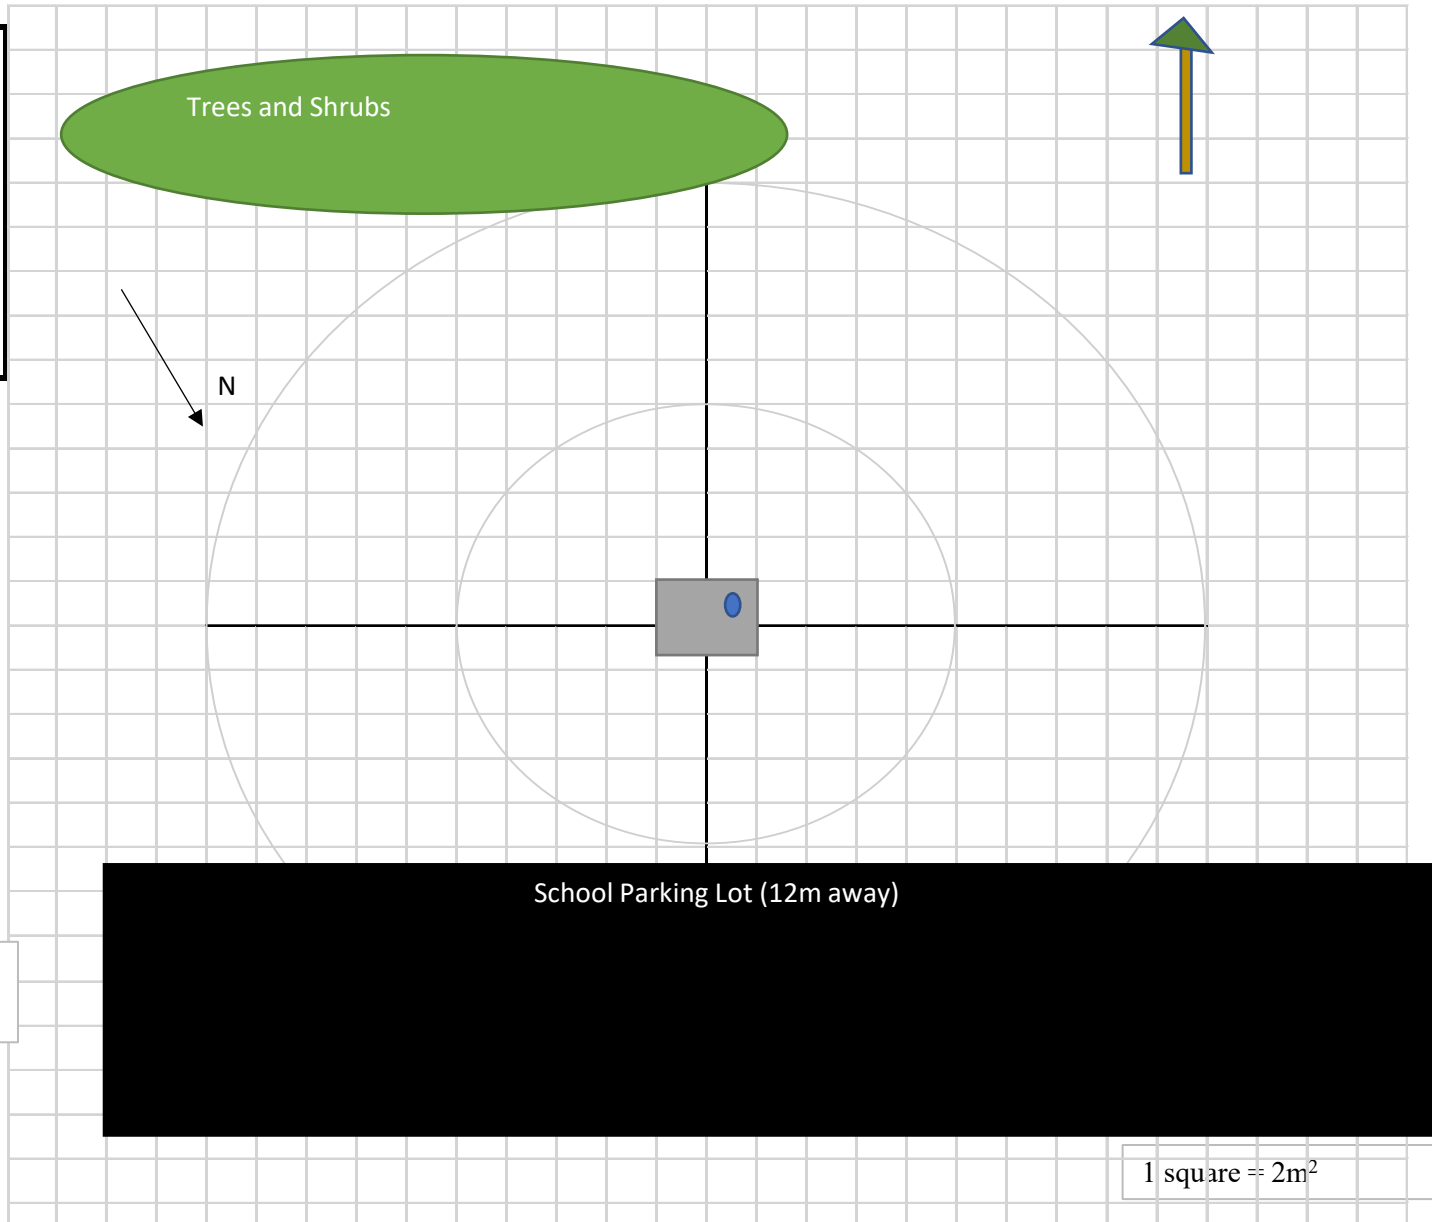 Trees and Shrubs
N
School Parking Lot (12m away)
1 square = 2m²